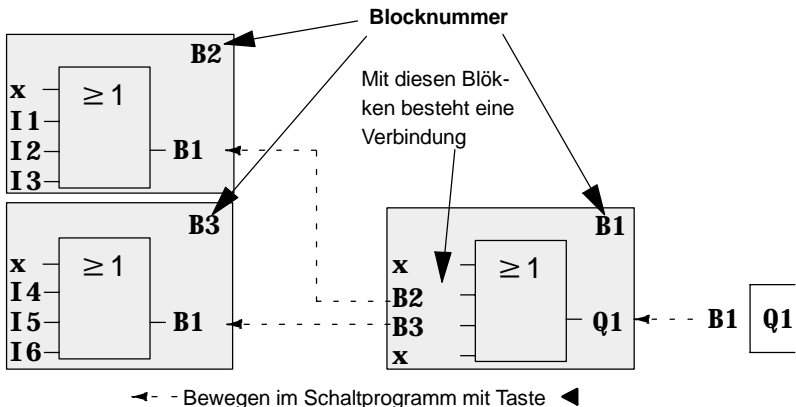 Blocknummer
B2
x
≥ 1
I1
I2
B1
I3
Mit diesen Blök-
ken besteht eine
Verbindung
B3
x
≥ 1
I4
I5
B1
I6
B1
x
≥ 1
B2
B3
Q1
x
B1
Q1
Bewegen im Schaltprogramm mit Taste ◀